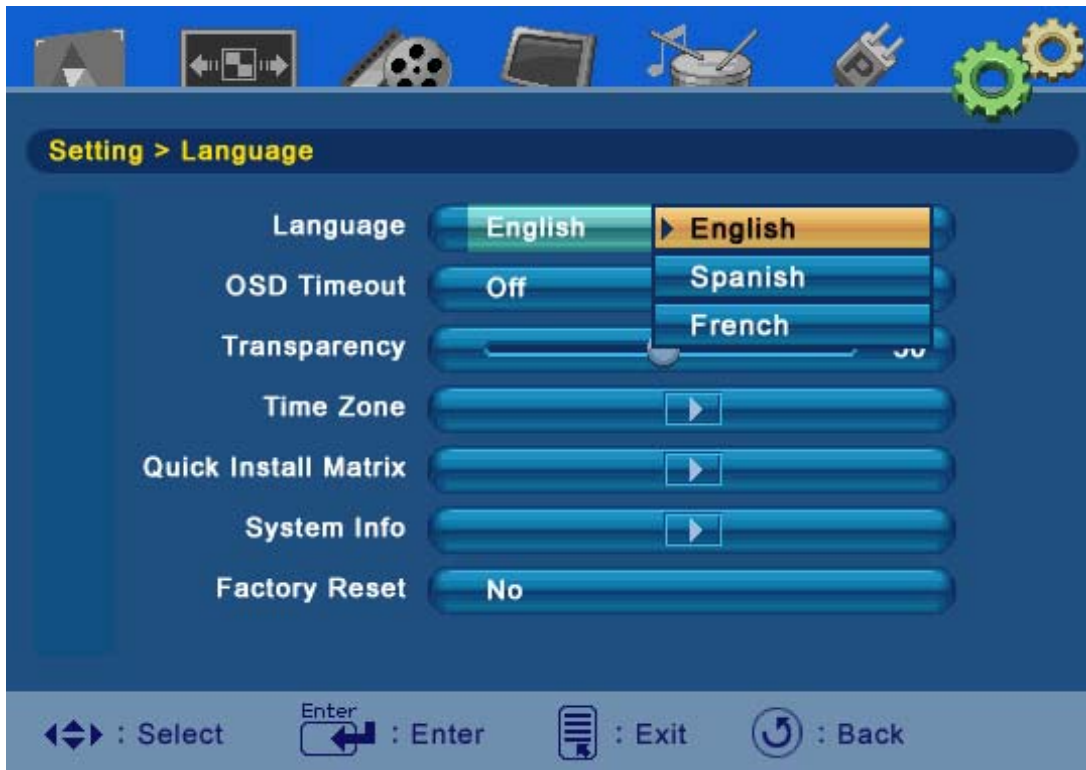 Setting > Language
Language English English
Spanish
OSD Timeout Off
French
Transparency
Time Zone
Quick Install Matrix
System Info
Factory Reset No
: Select Enter : Enter : Exit : Back